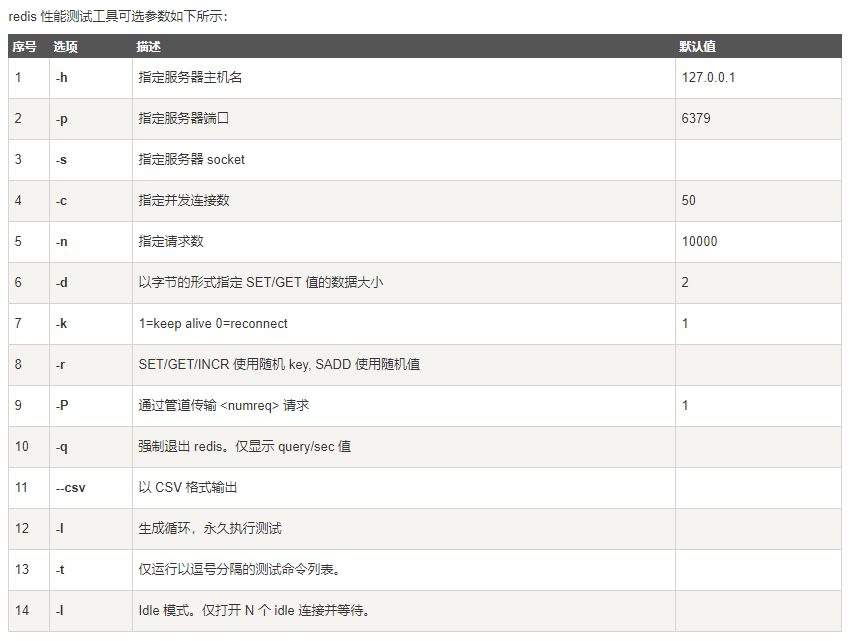 redis 性能测试工具可选参数如下所示：
序号 选项 描述 默认值
1 -h 指定服务器主机名 127.0.0.1
2 -p 指定服务器端口 6379
3 -s 指定服务器 socket
4 -c 指定并发连接数 50
5 -n 指定请求数 10000
6 -d 以字节的形式指定 SET/GET 值的数据大小 2
7 -k 1=keep alive 0=reconnect 1
8 -r SET/GET/INCR 使用随机 key, SADD 使用随机值
9 -P 通过管道传输 <numreq> 请求 1
10 -q 强制退出 redis。仅显示 query/sec 值
11 --csv 以 CSV 格式输出
12 -l 生成循环，永久执行测试
13 -t 仅运行以逗号分隔的测试命令列表。
14 -I Idle 模式。仅打开 N 个 idle 连接并等待。